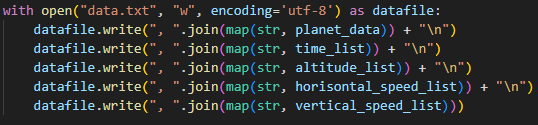 with open("data.txt", "w", encoding='utf-8') as datafile:
    datafile.write(", ".join(map(str, planet_data)) + "\n")
    datafile.write(", ".join(map(str, time_list)) + "\n")
    datafile.write(", ".join(map(str, altitude_list)) + "\n")
    datafile.write(", ".join(map(str, horisontal_speed_list)) + "\n")
    datafile.write(", ".join(map(str, vertical_speed_list)))